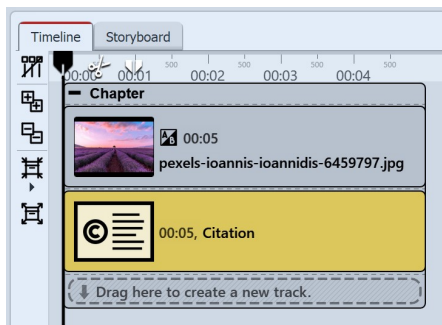 Timeline Storyboard
500 500 500 500
00:00 00:01 00:02 00:03 00:04
Chapter
A B 00:05
pexels-ioannis-ioannidis-6459797.jpg
© 00:05, Citation
Drag here to create a new track.